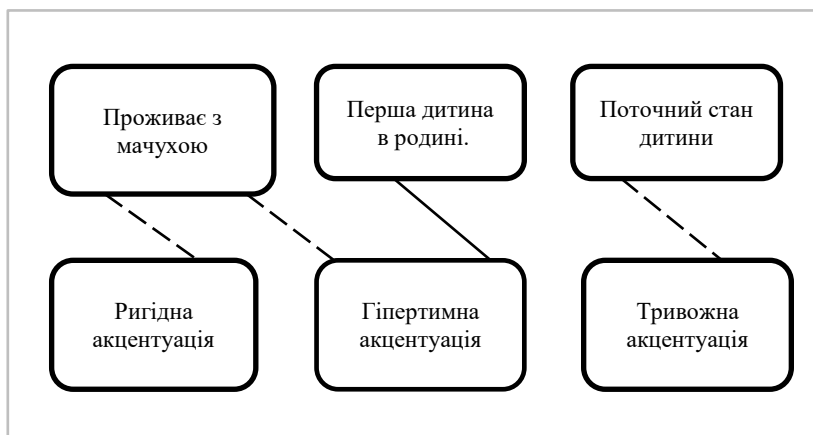 Проживає з
мачухою
Перша дитина
в родині.
Поточний стан
дитини
Ригідна
акцентуація
Гіпертимна
акцентуація
Тривожна
акцентуація